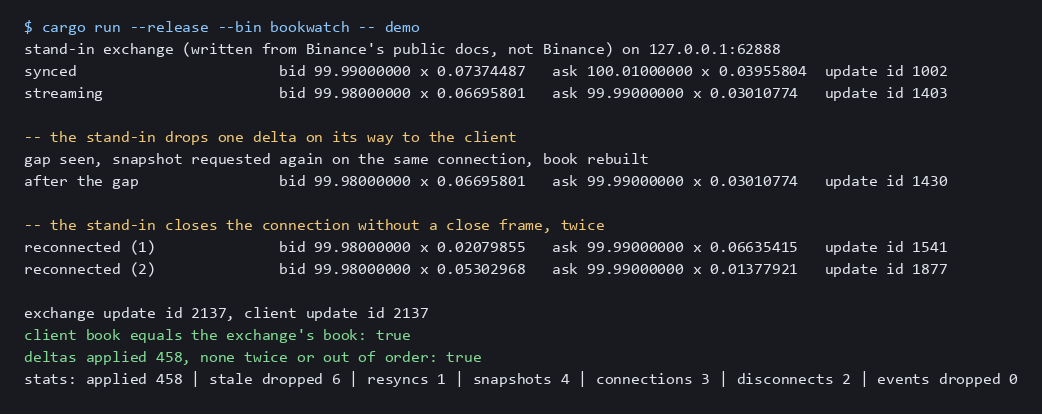 $ cargo run --release --bin bookwatch -- demo
stand-in exchange (written from Binance's public docs, not Binance) on 127.0.0.1:62888
synced                        bid 99.99000000 x 0.07374487   ask 100.01000000 x 0.03955804  update id 1002
streaming                     bid 99.98000000 x 0.06695801   ask 99.99000000 x 0.03010774   update id 1403

-- the stand-in drops one delta on its way to the client
gap seen, snapshot requested again on the same connection, book rebuilt
after the gap                 bid 99.98000000 x 0.06695801   ask 99.99000000 x 0.03010774   update id 1430

-- the stand-in closes the connection without a close frame, twice
reconnected (1)               bid 99.98000000 x 0.02079855   ask 99.99000000 x 0.06635415   update id 1541
reconnected (2)               bid 99.98000000 x 0.05302968   ask 99.99000000 x 0.01377921   update id 1877

exchange update id 2137, client update id 2137
client book equals the exchange's book: true
deltas applied 458, none twice or out of order: true
stats: applied 458 | stale dropped 6 | resyncs 1 | snapshots 4 | connections 3 | disconnects 2 | events dropped 0